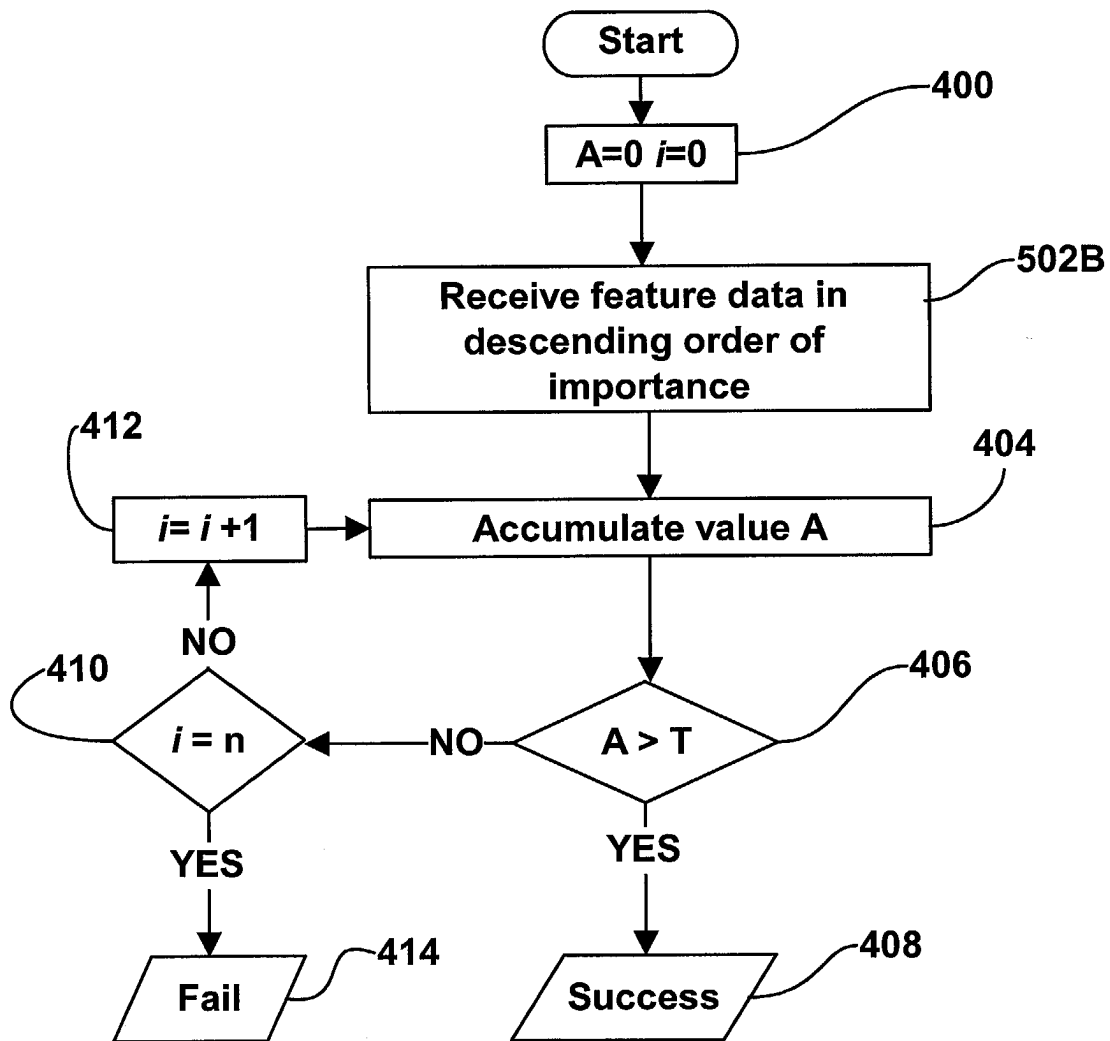 Start
400
A=0 i=0
502B
Receive feature data in
descending order of
importance
412
404
i= i +1
Accumulate value A
NO
410
406
i = n
NO
A > T
YES
YES
414
408
Fail
Success